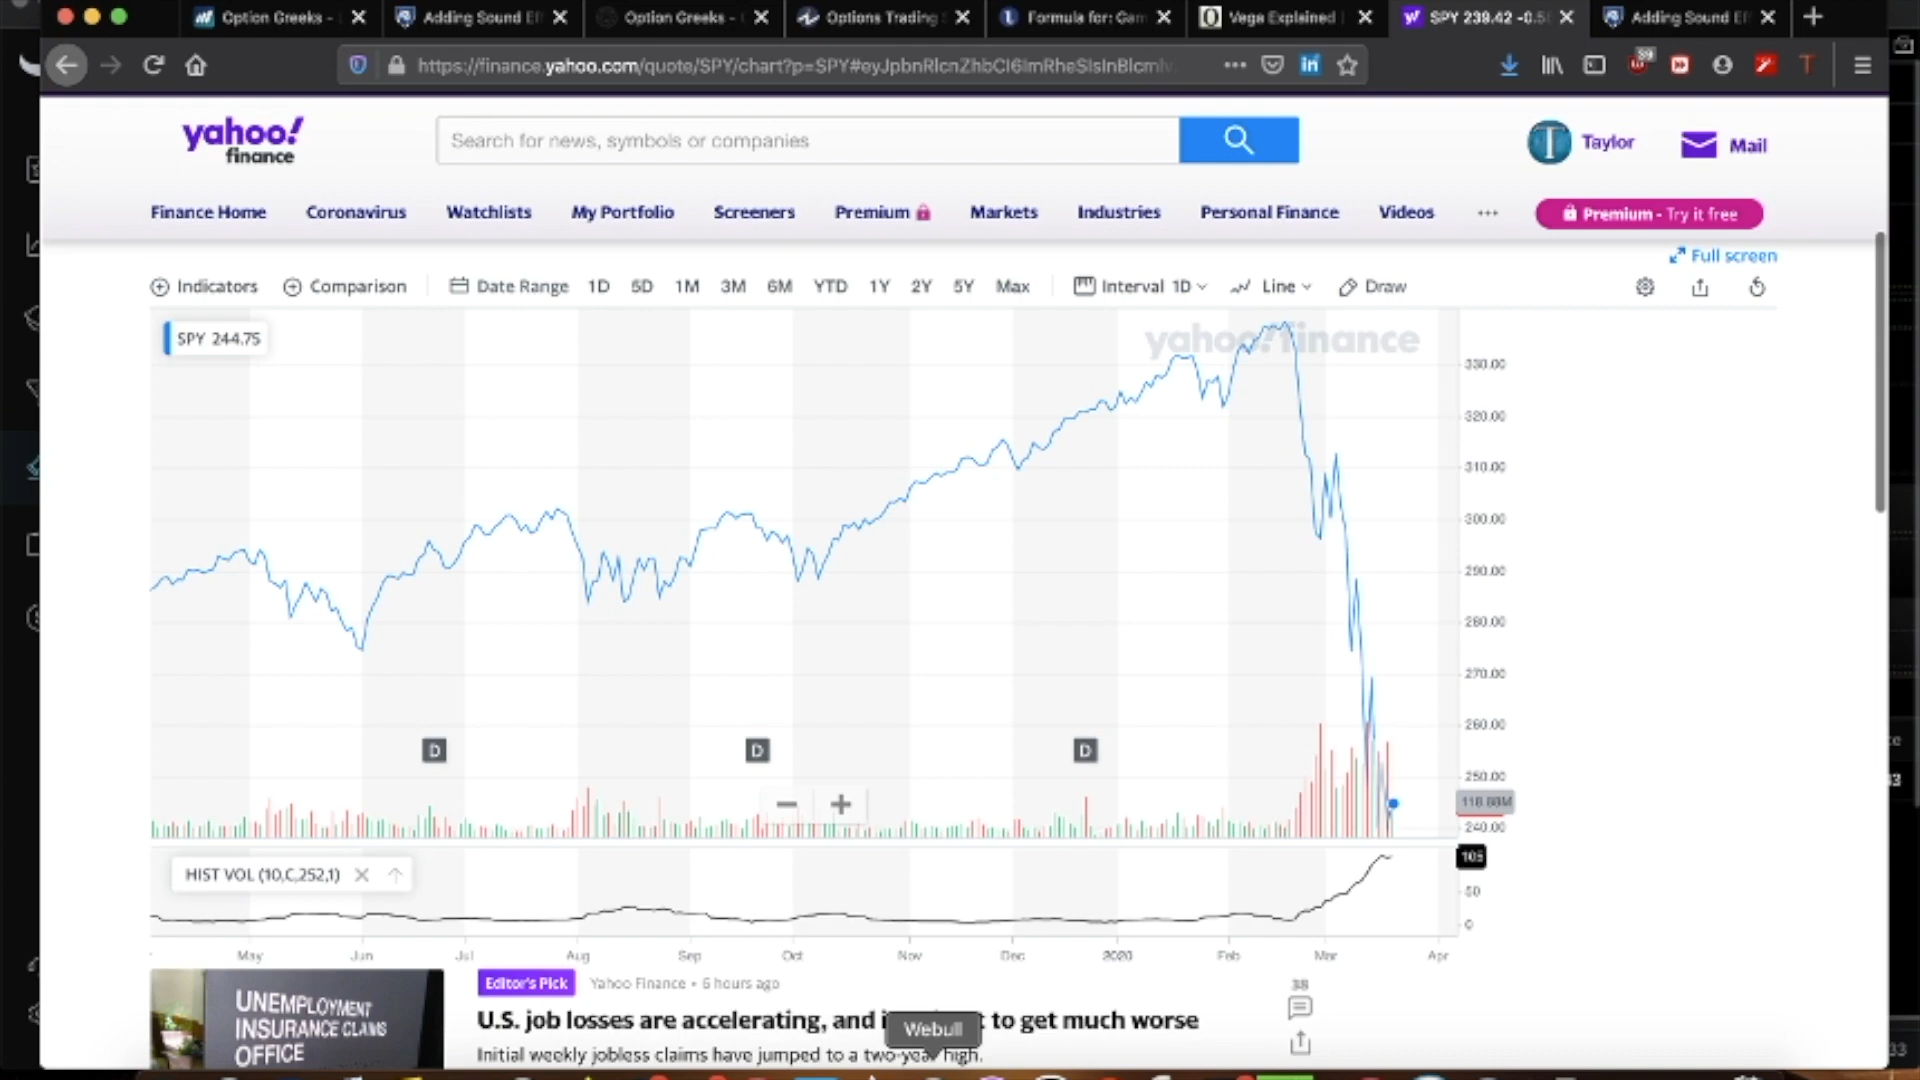 Option Greeks -
Adding Sound Ef
Option Greeks -
Options Trading
Formula for: Gam
Vega Explained
SPY 239.42 -0.5
Adding Sound Ef
https://finance.yahoo.com/quote/SPY/chart?p=SPY#
39
yahoo!
finance
Search for news, symbols or companies
Taylor
Mail
Finance Home
Coronavirus
Watchlists
My Portfolio
Screeners
Premium
Markets
Industries
Personal Finance
Videos
Premium - Try it free
Full screen
Indicators
Comparison
Date Range
1D
5D
1M
3M
6M
YTD
1Y
2Y
5Y
Max
Interval 1D
Line
Draw
SPY 244.75
yahoo!finance
330.00
320.00
310.00
300.00
290.00
280.00
270.00
260.00
250.00
240.00
D
D
D
HIST VOL (10,C,252,1)
105
50
0
May
Jun
Jul
Aug
Sep
Oct
Nov
Dec
2020
Feb
Mar
Apr
UNEMPLOYMENT
INSURANCE CLAIMS
OFFICE
Editor's Pick
Yahoo Finance • 6 hours ago
38
U.S. job losses are accelerating, and
to get much worse
Webull
Initial weekly jobless claims have jumped to a two-year high.